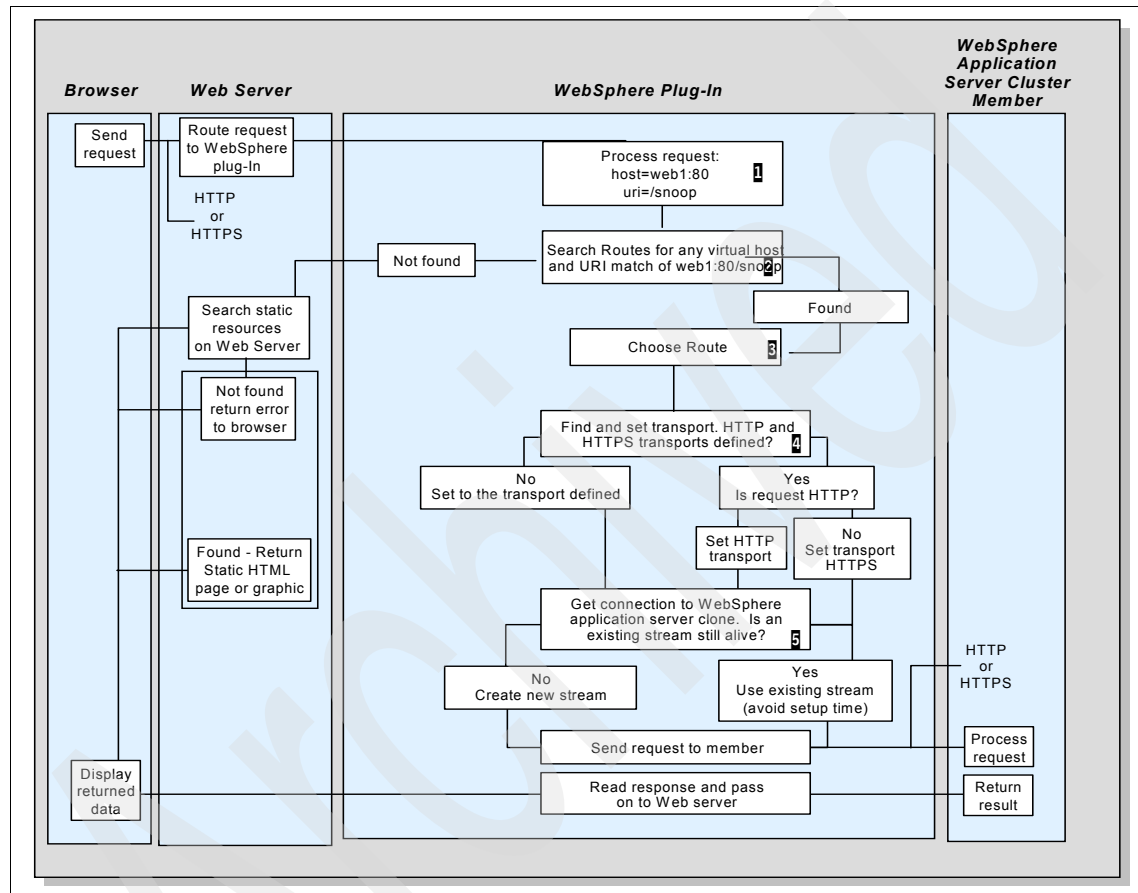 Browser
Web Server
WebSphere Plug-In
WebSphere
Application
Server Cluster
Member
Send
request
Route request
to WebSphere
plug-In
HTTP
or
HTTPS
Process request:
host=web1:80
uri=/snoop
1
Search Routes for any virtual host
and URI match of web1:80/snoop
2
Not found
Found
Search static
resources
on Web Server
Choose Route
3
Not found
return error
to browser
Find and set transport. HTTP and
HTTPS transports defined?
4
No
Set to the transport defined
Yes
Is request HTTP?
Set HTTP
transport
No
Set transport
HTTPS
Found - Return
Static HTML
page or graphic
Get connection to WebSphere
application server clone. Is an
existing stream still alive?
5
No
Create new stream
Yes
Use existing stream
(avoid setup time)
HTTP
or
HTTPS
Send request to member
Process
request
Display
returned
data
Read response and pass
on to Web server
Return
result
Archived